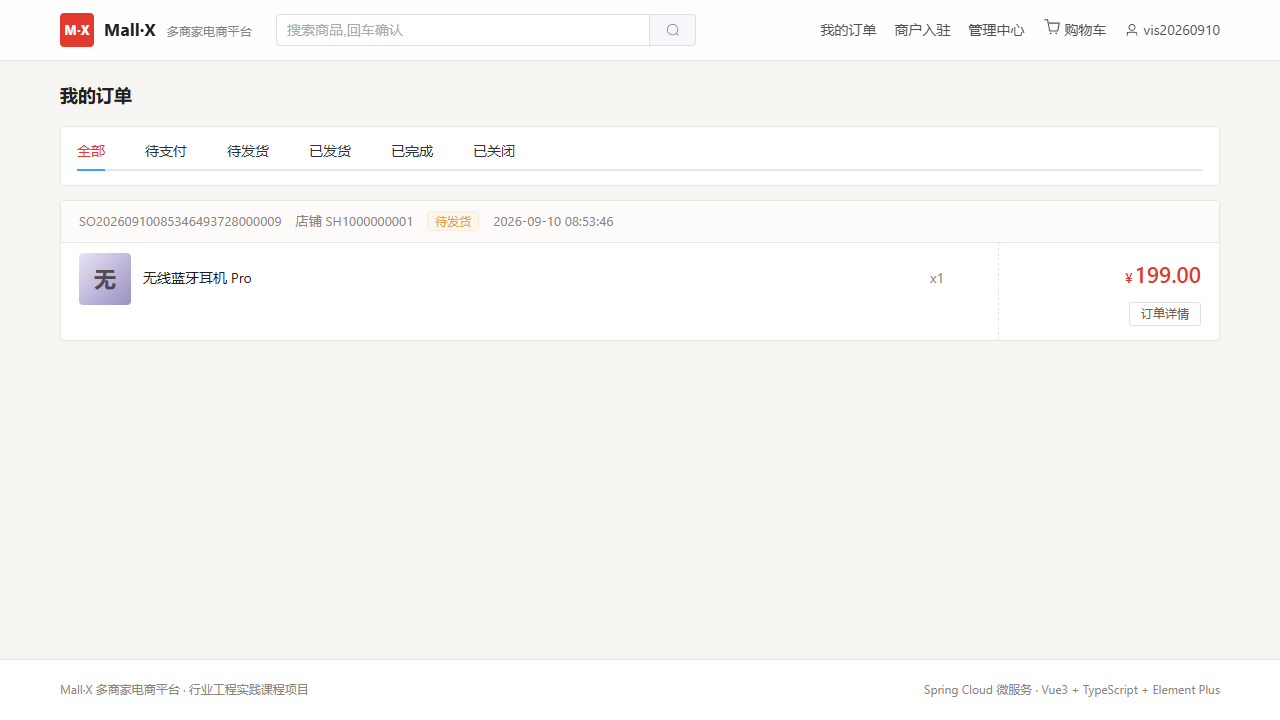 M·X Mall·X 多商家电商平台 搜索商品,回车确认 我的订单 商户入驻 管理中心 购物车 vis20260910
我的订单
全部 待支付 待发货 已发货 已完成 已关闭
SO20260910085346493728000009 店铺 SH1000000001 待发货 2026-09-10 08:53:46
无 无线蓝牙耳机 Pro x1 ¥199.00
订单详情
Mall·X 多商家电商平台 · 行业工程实践课程项目 Spring Cloud 微服务 · Vue3 + TypeScript + Element Plus